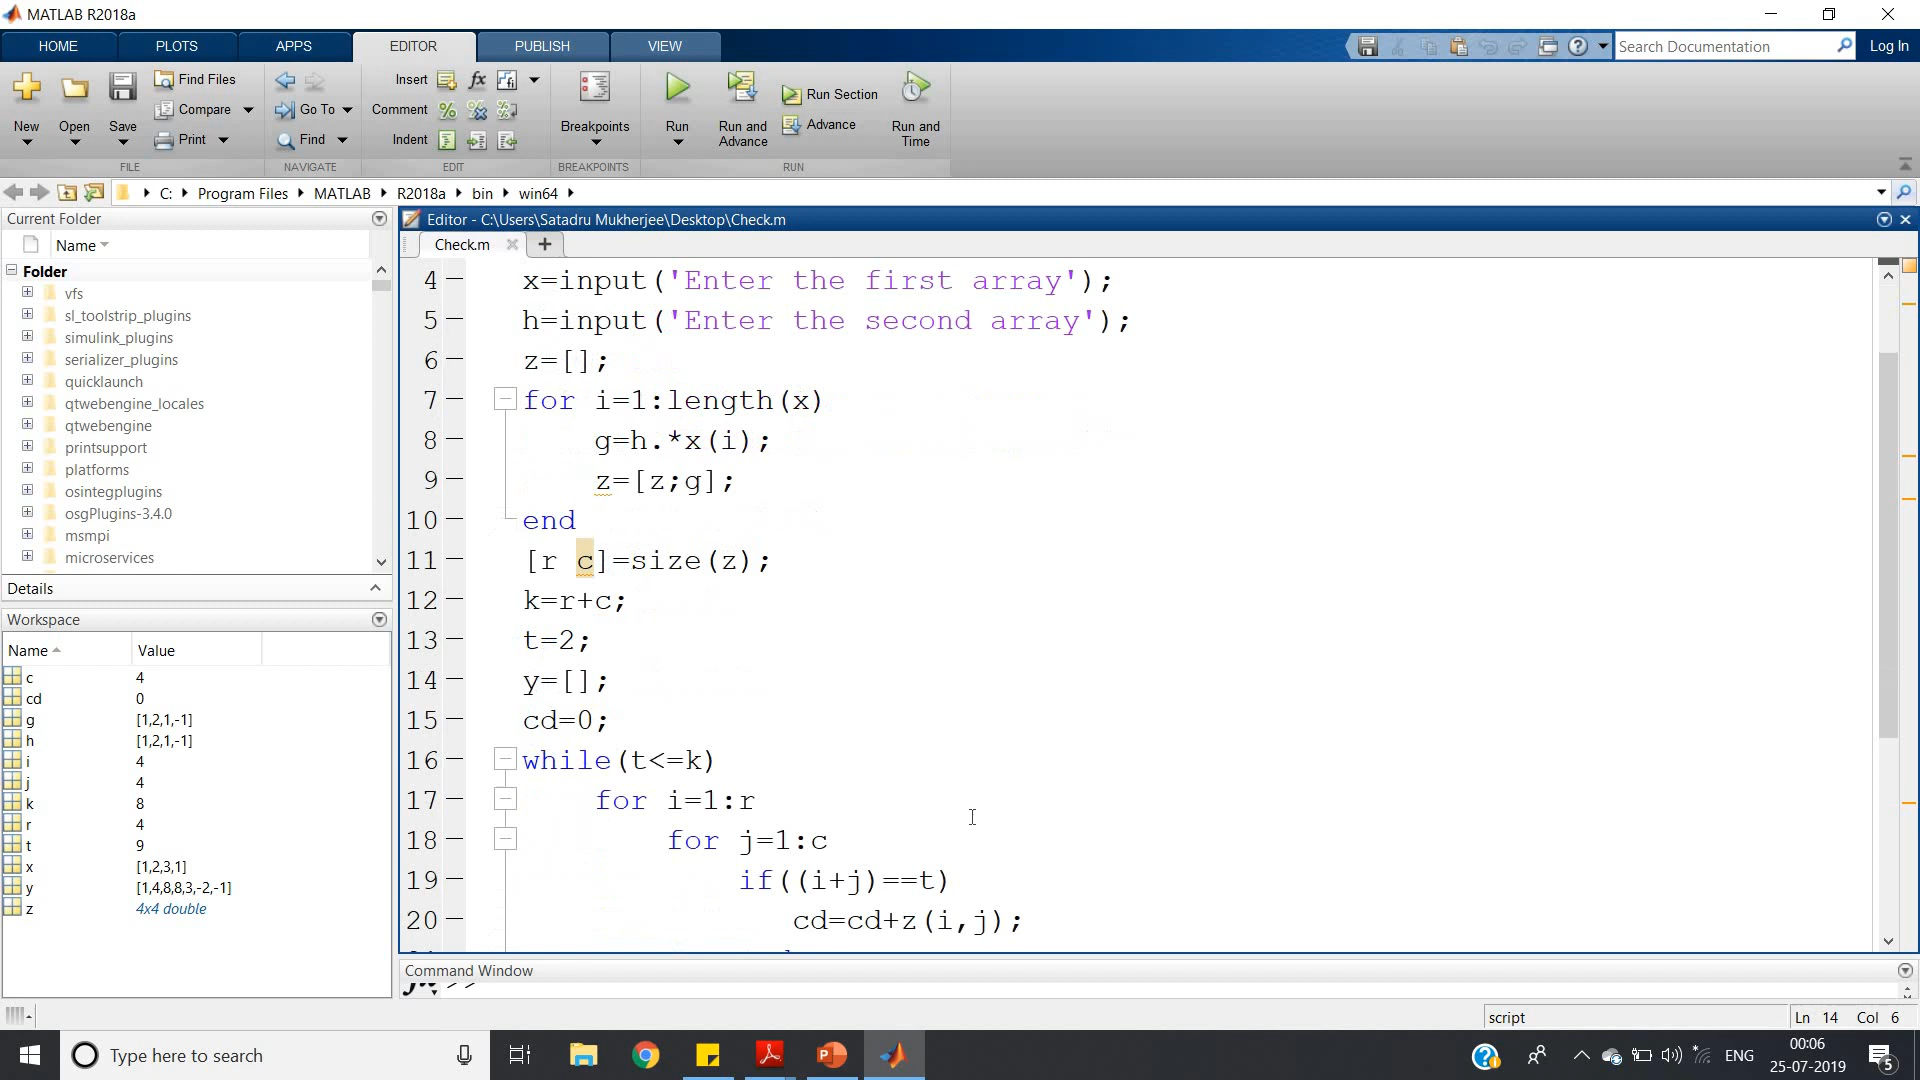 MATLAB R2018a
HOME PLOTS APPS EDITOR PUBLISH VIEW Search Documentation Log In
New Open Save Find Files Compare Print
Go To Find
Insert fx
Comment
Indent
Breakpoints
Run Run and Advance Run Section Advance Run and Time
FILE NAVIGATE EDIT BREAKPOINTS RUN
C: Program Files MATLAB R2018a bin win64
Current Folder
Name
Folder
vfs
sl_toolstrip_plugins
simulink_plugins
serializer_plugins
quicklaunch
qtwebengine_locales
qtwebengine
printsupport
platforms
osintegplugins
osgPlugins-3.4.0
msmpi
microservices
Details
Workspace
Name Value
c 4
cd 0
g [1,2,1,-1]
h [1,2,1,-1]
i 4
j 4
k 8
r 4
t 9
x [1,2,3,1]
y [1,4,8,8,3,-2,-1]
z 4x4 double
Editor - C:\Users\Satadru Mukherjee\Desktop\Check.m
Check.m
4 x=input('Enter the first array');
5 h=input('Enter the second array');
6 z=[];
7 for i=1:length(x)
8 g=h.*x(i);
9 z=[z;g];
10 end
11 [r c]=size(z);
12 k=r+c;
13 t=2;
14 y=[];
15 cd=0;
16 while(t<=k)
17 for i=1:r
18 for j=1:c
19 if((i+j)==t)
20 cd=cd+z(i,j);
Command Window
fx >>
script Ln 14 Col 6
Type here to search
ENG
00:06
25-07-2019
5